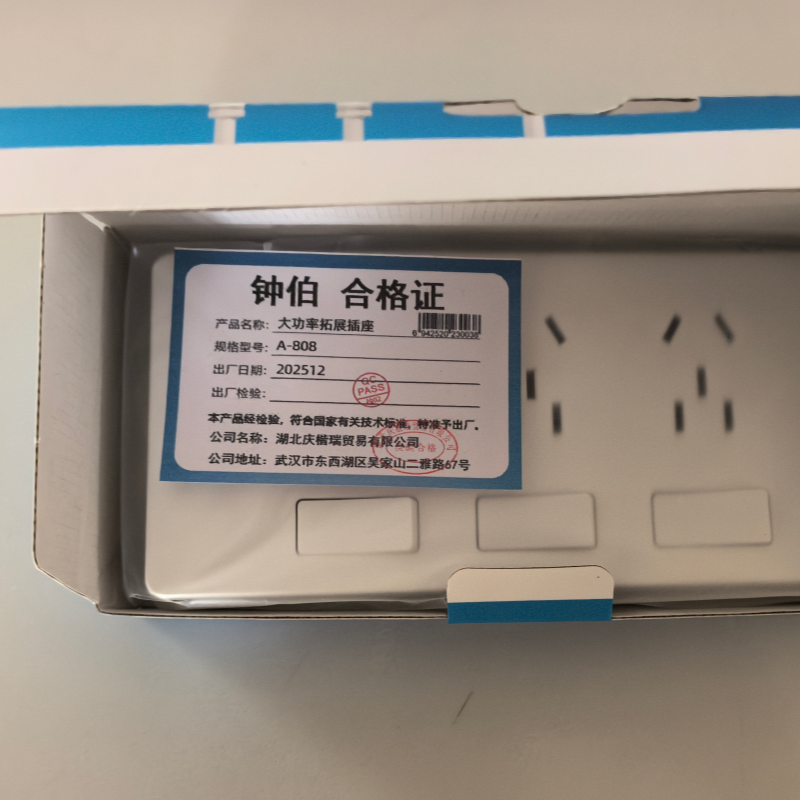 钟伯 合格证
产品名称：大功率拓展插座
6 942520 230038
规格型号：A-808
出厂日期：202512
出厂检验：
QC
PASS
本产品经检验，符合国家有关技术标准，特准予出厂。
公司名称：湖北庆楷瑞贸易有限公司
公司地址：武汉市东西湖区吴家山二雅路67号